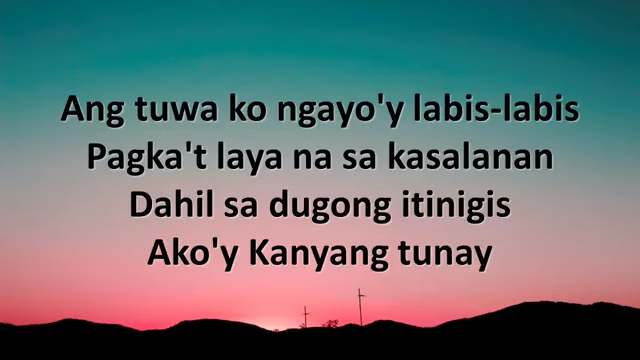 Ang tuwa ko ngayo'y labis-labis
Pagka't laya na sa kasalanan
Dahil sa dugong itinigis
Ako'y Kanyang tunay